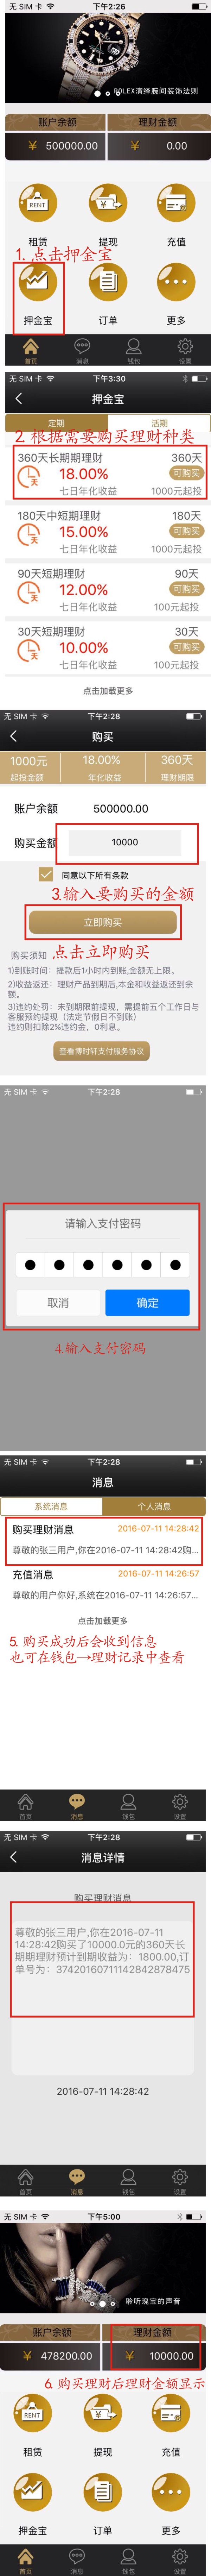 无 SIM 卡 下午2:26
ROLEX演绎腕间装饰法则
账户余额 理财金额
¥ 500000.00 ¥ 0.00
RENT
租赁 提现 充值
1. 点击押金宝
押金宝 订单 更多
首页 消息 钱包 设置
无 SIM 卡 下午3:30
押金宝
定期 活期
2. 根据需要购买理财种类
360天长期期理财 360天
天 18.00% 可购买
七日年化收益 1000元起投
180天中短期理财 180天
天 15.00% 可购买
七日年化收益 1000元起投
90天短期理财 90天
天 12.00% 可购买
七日年化收益 100元起投
30天短期理财 30天
天 10.00% 可购买
七日年化收益 100元起投
点击加载更多
无 SIM 卡 下午2:28
购买
1000元 18.00% 360天
起投金额 年化收益 理财期限
账户余额 500000.00
购买金额 10000
同意以下所有条款
3.输入要购买的金额
立即购买
购买须知 点击立即购买
1)到账时间：提款后1小时内到账,金额无上限。
2)收益返还：理财产品到期后,本金和收益返还到余
额。
3)违约处罚：未到期限前提现，需提前五个工作日与
客服预约提现（法定节假日不到账）
违约则扣除2%违约金，0利息。
查看博时轩支付服务协议
无 SIM 卡 下午2:28
请输入支付密码
取消 确定
4.输入支付密码
无 SIM 卡 下午2:28
消息
系统消息 个人消息
购买理财消息 2016-07-11 14:28:42
尊敬的张三用户,你在2016-07-11 14:28:42购...
充值消息 2016-07-11 14:26:57
尊敬的用户你好,系统在2016-07-11 14:26:57...
点击加载更多
5. 购买成功后会收到信息
也可在钱包→理财记录中查看
首页 消息 钱包 设置
无 SIM 卡 下午2:28
消息详情
购买理财消息
尊敬的张三用户,你在2016-07-11
14:28:42购买了10000.0元的360天长
期期理财预计到期收益为：1800.00,订
单号为：37420160711142842878475
2016-07-11 14:28:42
首页 消息 钱包 设置
无 SIM 卡 下午5:00
聆听瑰宝的声音
账户余额 理财金额
¥ 478200.00 ¥ 10000.00
6. 购买理财后理财金额显示
RENT
租赁 提现 充值
押金宝 订单 更多
首页 消息 钱包 设置